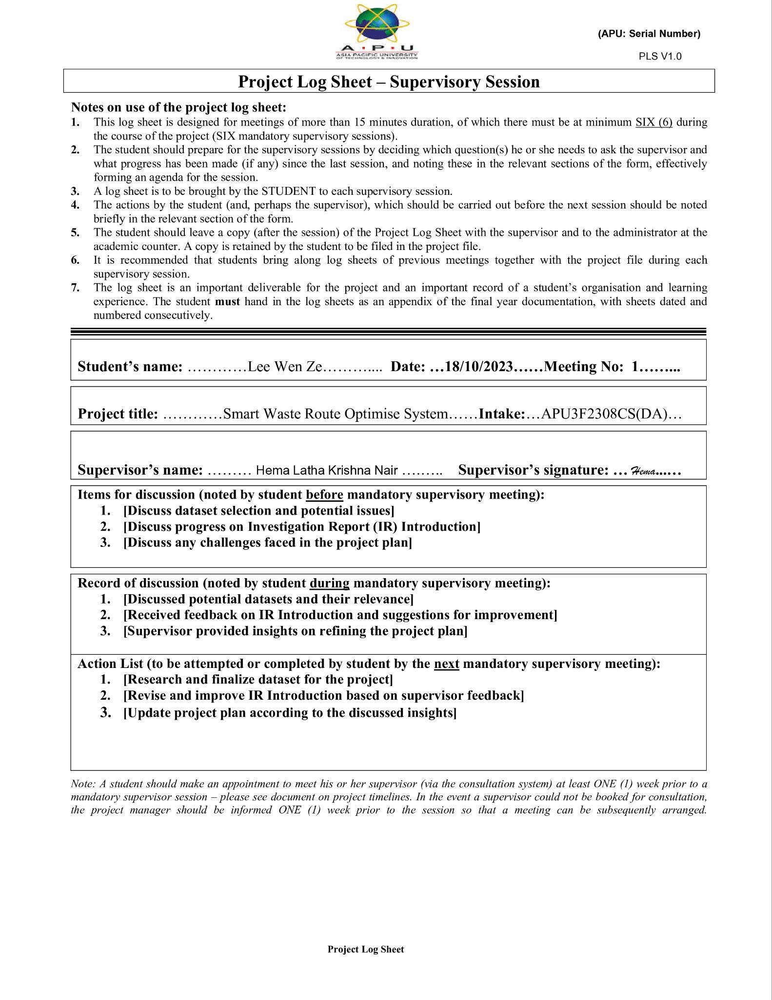 A • P • U
ASIA PACIFIC UNIVERSITY
OF TECHNOLOGY & INNOVATION
(APU: Serial Number)
PLS V1.0
Project Log Sheet – Supervisory Session
Notes on use of the project log sheet:
1. This log sheet is designed for meetings of more than 15 minutes duration, of which there must be at minimum SIX (6) during
the course of the project (SIX mandatory supervisory sessions).
2. The student should prepare for the supervisory sessions by deciding which question(s) he or she needs to ask the supervisor and
what progress has been made (if any) since the last session, and noting these in the relevant sections of the form, effectively
forming an agenda for the session.
3. A log sheet is to be brought by the STUDENT to each supervisory session.
4. The actions by the student (and, perhaps the supervisor), which should be carried out before the next session should be noted
briefly in the relevant section of the form.
5. The student should leave a copy (after the session) of the Project Log Sheet with the supervisor and to the administrator at the
academic counter. A copy is retained by the student to be filed in the project file.
6. It is recommended that students bring along log sheets of previous meetings together with the project file during each
supervisory session.
7. The log sheet is an important deliverable for the project and an important record of a student’s organisation and learning
experience. The student must hand in the log sheets as an appendix of the final year documentation, with sheets dated and
numbered consecutively.
Student’s name: …………Lee Wen Ze……….... Date: …18/10/2023……Meeting No: 1……...
Project title: …………Smart Waste Route Optimise System……Intake:…APU3F2308CS(DA)…
Supervisor’s name: ……… Hema Latha Krishna Nair ……... Supervisor’s signature: … Hema...…
Items for discussion (noted by student before mandatory supervisory meeting):
1. [Discuss dataset selection and potential issues]
2. [Discuss progress on Investigation Report (IR) Introduction]
3. [Discuss any challenges faced in the project plan]
Record of discussion (noted by student during mandatory supervisory meeting):
1. [Discussed potential datasets and their relevance]
2. [Received feedback on IR Introduction and suggestions for improvement]
3. [Supervisor provided insights on refining the project plan]
Action List (to be attempted or completed by student by the next mandatory supervisory meeting):
1. [Research and finalize dataset for the project]
2. [Revise and improve IR Introduction based on supervisor feedback]
3. [Update project plan according to the discussed insights]
Note: A student should make an appointment to meet his or her supervisor (via the consultation system) at least ONE (1) week prior to a
mandatory supervisor session – please see document on project timelines. In the event a supervisor could not be booked for consultation,
the project manager should be informed ONE (1) week prior to the session so that a meeting can be subsequently arranged.
Project Log Sheet